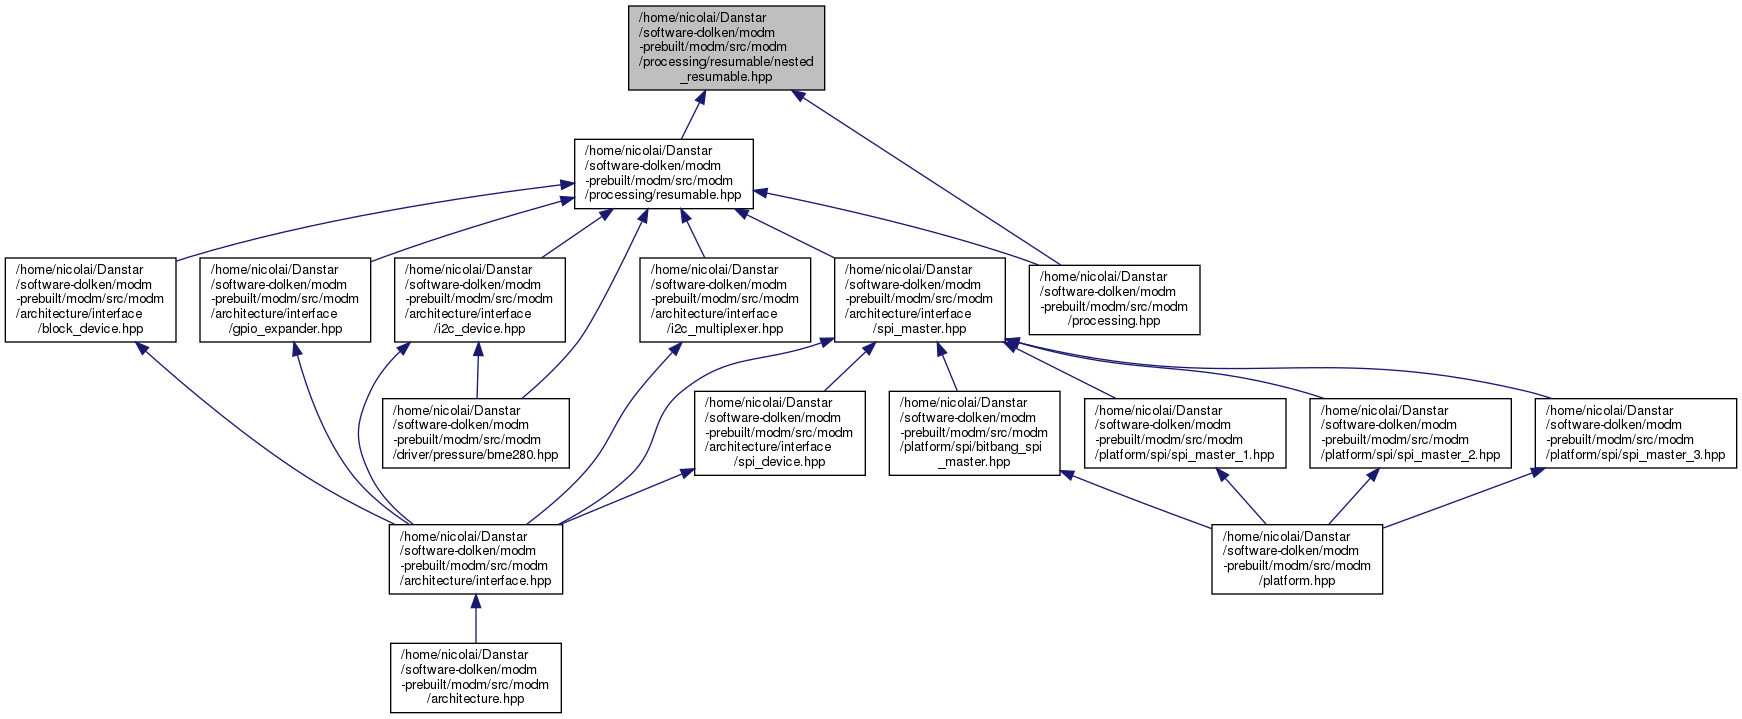 /home/nicolai/Danstar
/software-dolken/modm
-prebuilt/modm/src/modm
/processing/resumable/nested
_resumable.hpp
/home/nicolai/Danstar
/software-dolken/modm
-prebuilt/modm/src/modm
/processing/resumable.hpp
/home/nicolai/Danstar
/software-dolken/modm
-prebuilt/modm/src/modm
/architecture/interface
/block_device.hpp
/home/nicolai/Danstar
/software-dolken/modm
-prebuilt/modm/src/modm
/architecture/interface
/gpio_expander.hpp
/home/nicolai/Danstar
/software-dolken/modm
-prebuilt/modm/src/modm
/architecture/interface
/i2c_device.hpp
/home/nicolai/Danstar
/software-dolken/modm
-prebuilt/modm/src/modm
/architecture/interface
/i2c_multiplexer.hpp
/home/nicolai/Danstar
/software-dolken/modm
-prebuilt/modm/src/modm
/architecture/interface
/spi_master.hpp
/home/nicolai/Danstar
/software-dolken/modm
-prebuilt/modm/src/modm
/processing.hpp
/home/nicolai/Danstar
/software-dolken/modm
-prebuilt/modm/src/modm
/driver/pressure/bme280.hpp
/home/nicolai/Danstar
/software-dolken/modm
-prebuilt/modm/src/modm
/architecture/interface
/spi_device.hpp
/home/nicolai/Danstar
/software-dolken/modm
-prebuilt/modm/src/modm
/platform/spi/bitbang_spi
_master.hpp
/home/nicolai/Danstar
/software-dolken/modm
-prebuilt/modm/src/modm
/platform/spi/spi_master_1.hpp
/home/nicolai/Danstar
/software-dolken/modm
-prebuilt/modm/src/modm
/platform/spi/spi_master_2.hpp
/home/nicolai/Danstar
/software-dolken/modm
-prebuilt/modm/src/modm
/platform/spi/spi_master_3.hpp
/home/nicolai/Danstar
/software-dolken/modm
-prebuilt/modm/src/modm
/architecture/interface.hpp
/home/nicolai/Danstar
/software-dolken/modm
-prebuilt/modm/src/modm
/platform.hpp
/home/nicolai/Danstar
/software-dolken/modm
-prebuilt/modm/src/modm
/architecture.hpp